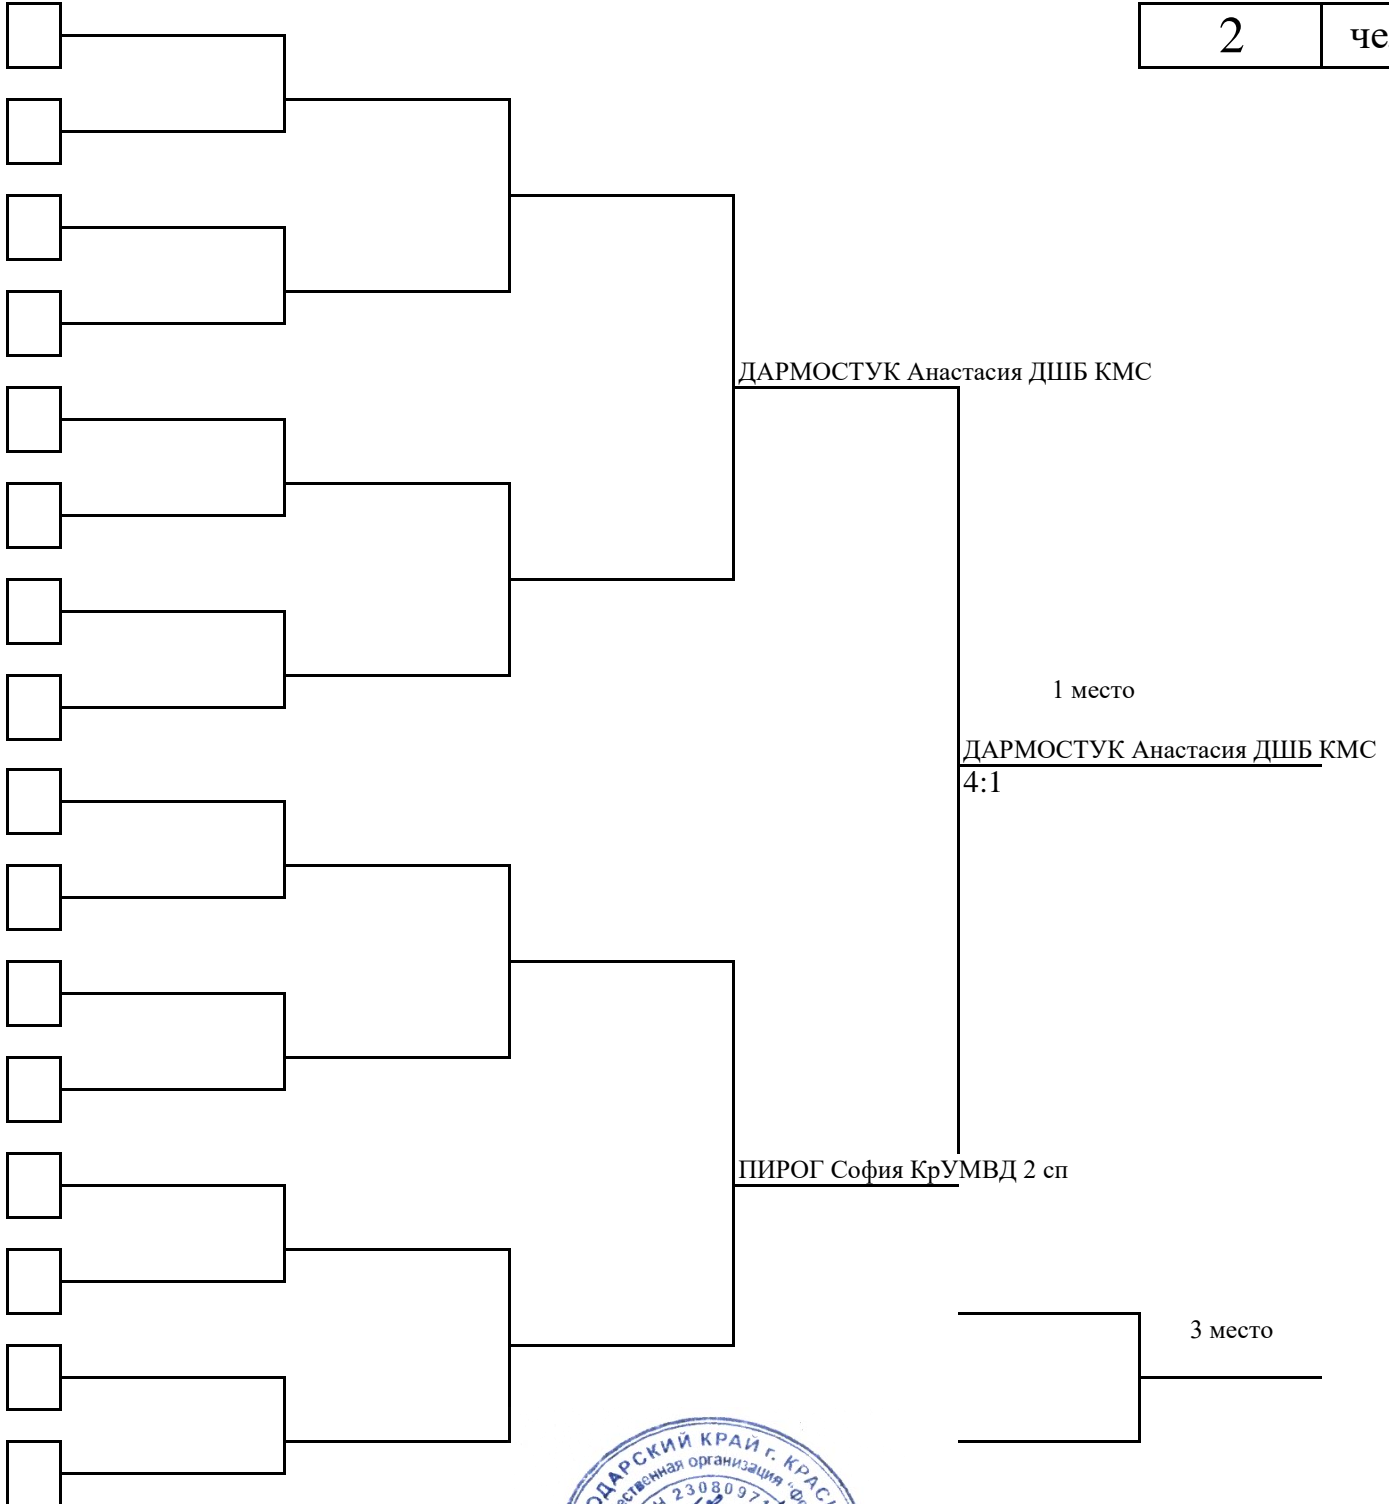 2
ДАРМОСТУК Анастасия ДШБ КМС
1 место
ДАРМОСТУК Анастасия ДШБ КМС
4:1
ПИРОГ София КрУМВД 2 сп
3 место
КРАЙ г.
организация